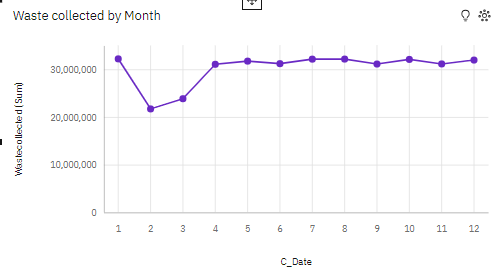 Waste collected by Month
Wastecollected (Sum)
30,000,000
20,000,000
10,000,000
0
1 2 3 4 5 6 7 8 9 10 11 12
C_Date